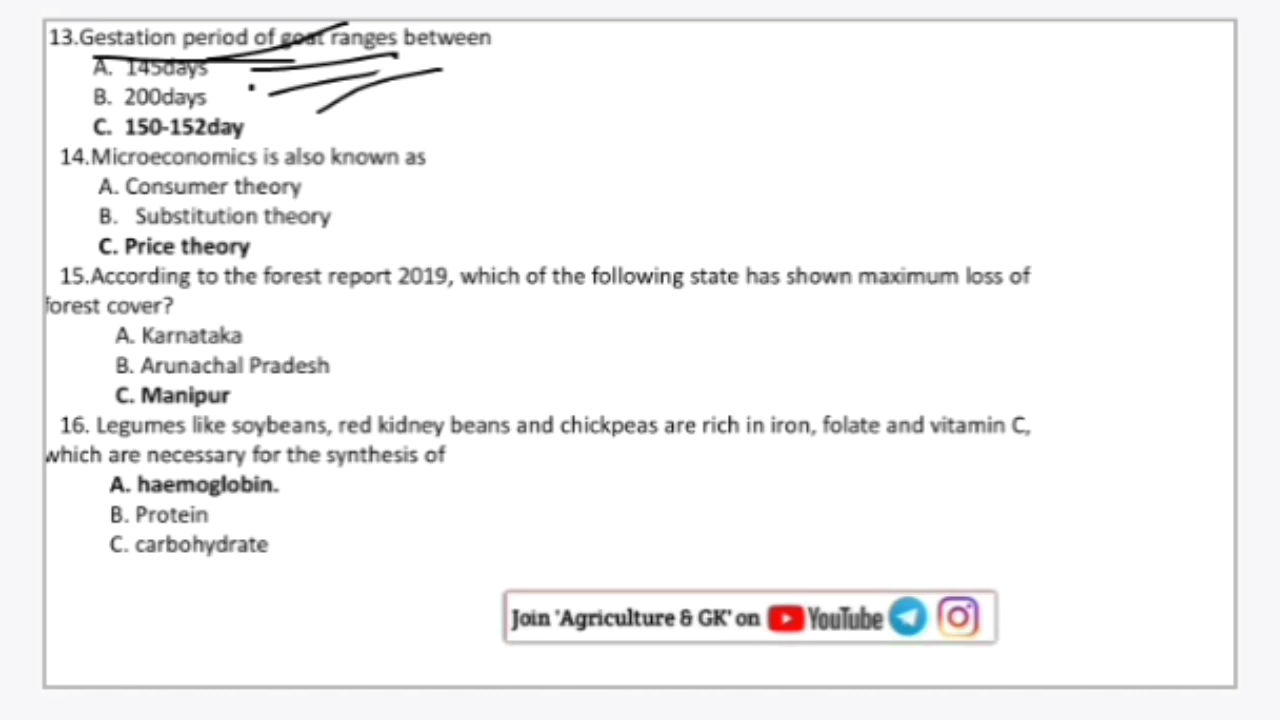 13.Gestation period of goat ranges between
A. 145days
B. 200days
C. 150-152day
14.Microeconomics is also known as
A. Consumer theory
B. Substitution theory
C. Price theory
15.According to the forest report 2019, which of the following state has shown maximum loss of
forest cover?
A. Karnataka
B. Arunachal Pradesh
C. Manipur
16. Legumes like soybeans, red kidney beans and chickpeas are rich in iron, folate and vitamin C,
which are necessary for the synthesis of
A. haemoglobin.
B. Protein
C. carbohydrate
Join 'Agriculture & GK' on YouTube